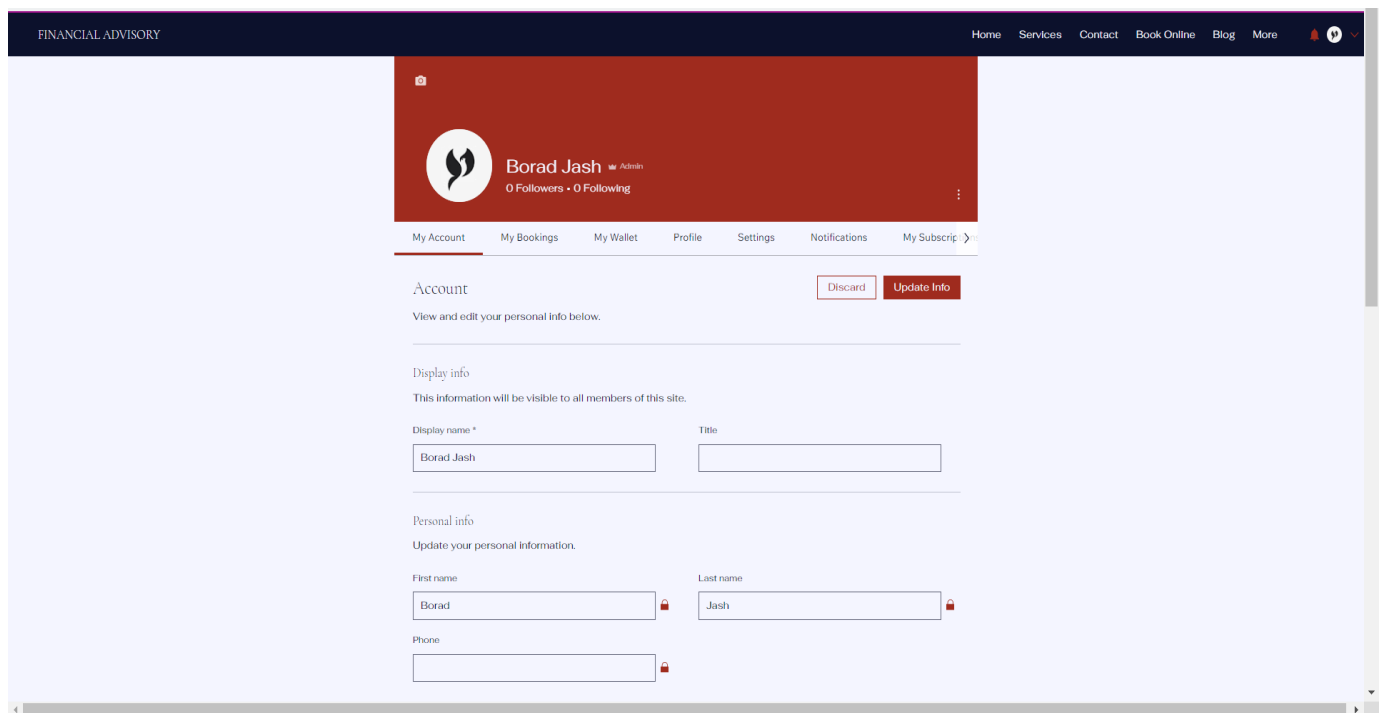 FINANCIAL ADVISORY Home Services Contact Book Online Blog More
Borad Jash Admin
0 Followers • 0 Following
My Account My Bookings My Wallet Profile Settings Notifications My Subscriptions
Account Discard Update Info
View and edit your personal info below.
Display info
This information will be visible to all members of this site.
Display name * Title
Borad Jash
Personal info
Update your personal information.
First name Last name
Borad Jash
Phone